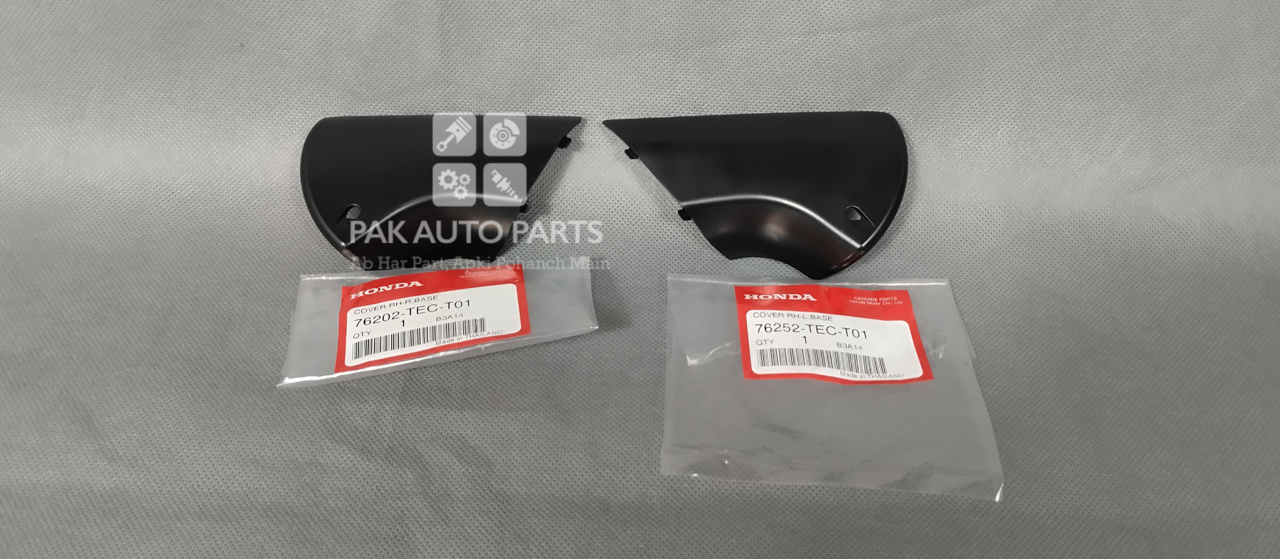 PAK AUTO PARTS
Ab Har Part, Apki Pohanch Main
HONDA
COVER RH-R.BASE
76202-TEC-T01
QTY 1 B3A14
Made in THAILAND
HONDA
GENUINE PARTS
Honda Motor Co., Ltd.
COVER RH-L.BASE
76252-TEC-T01
QTY 1 B3A14
Made in THAILAND